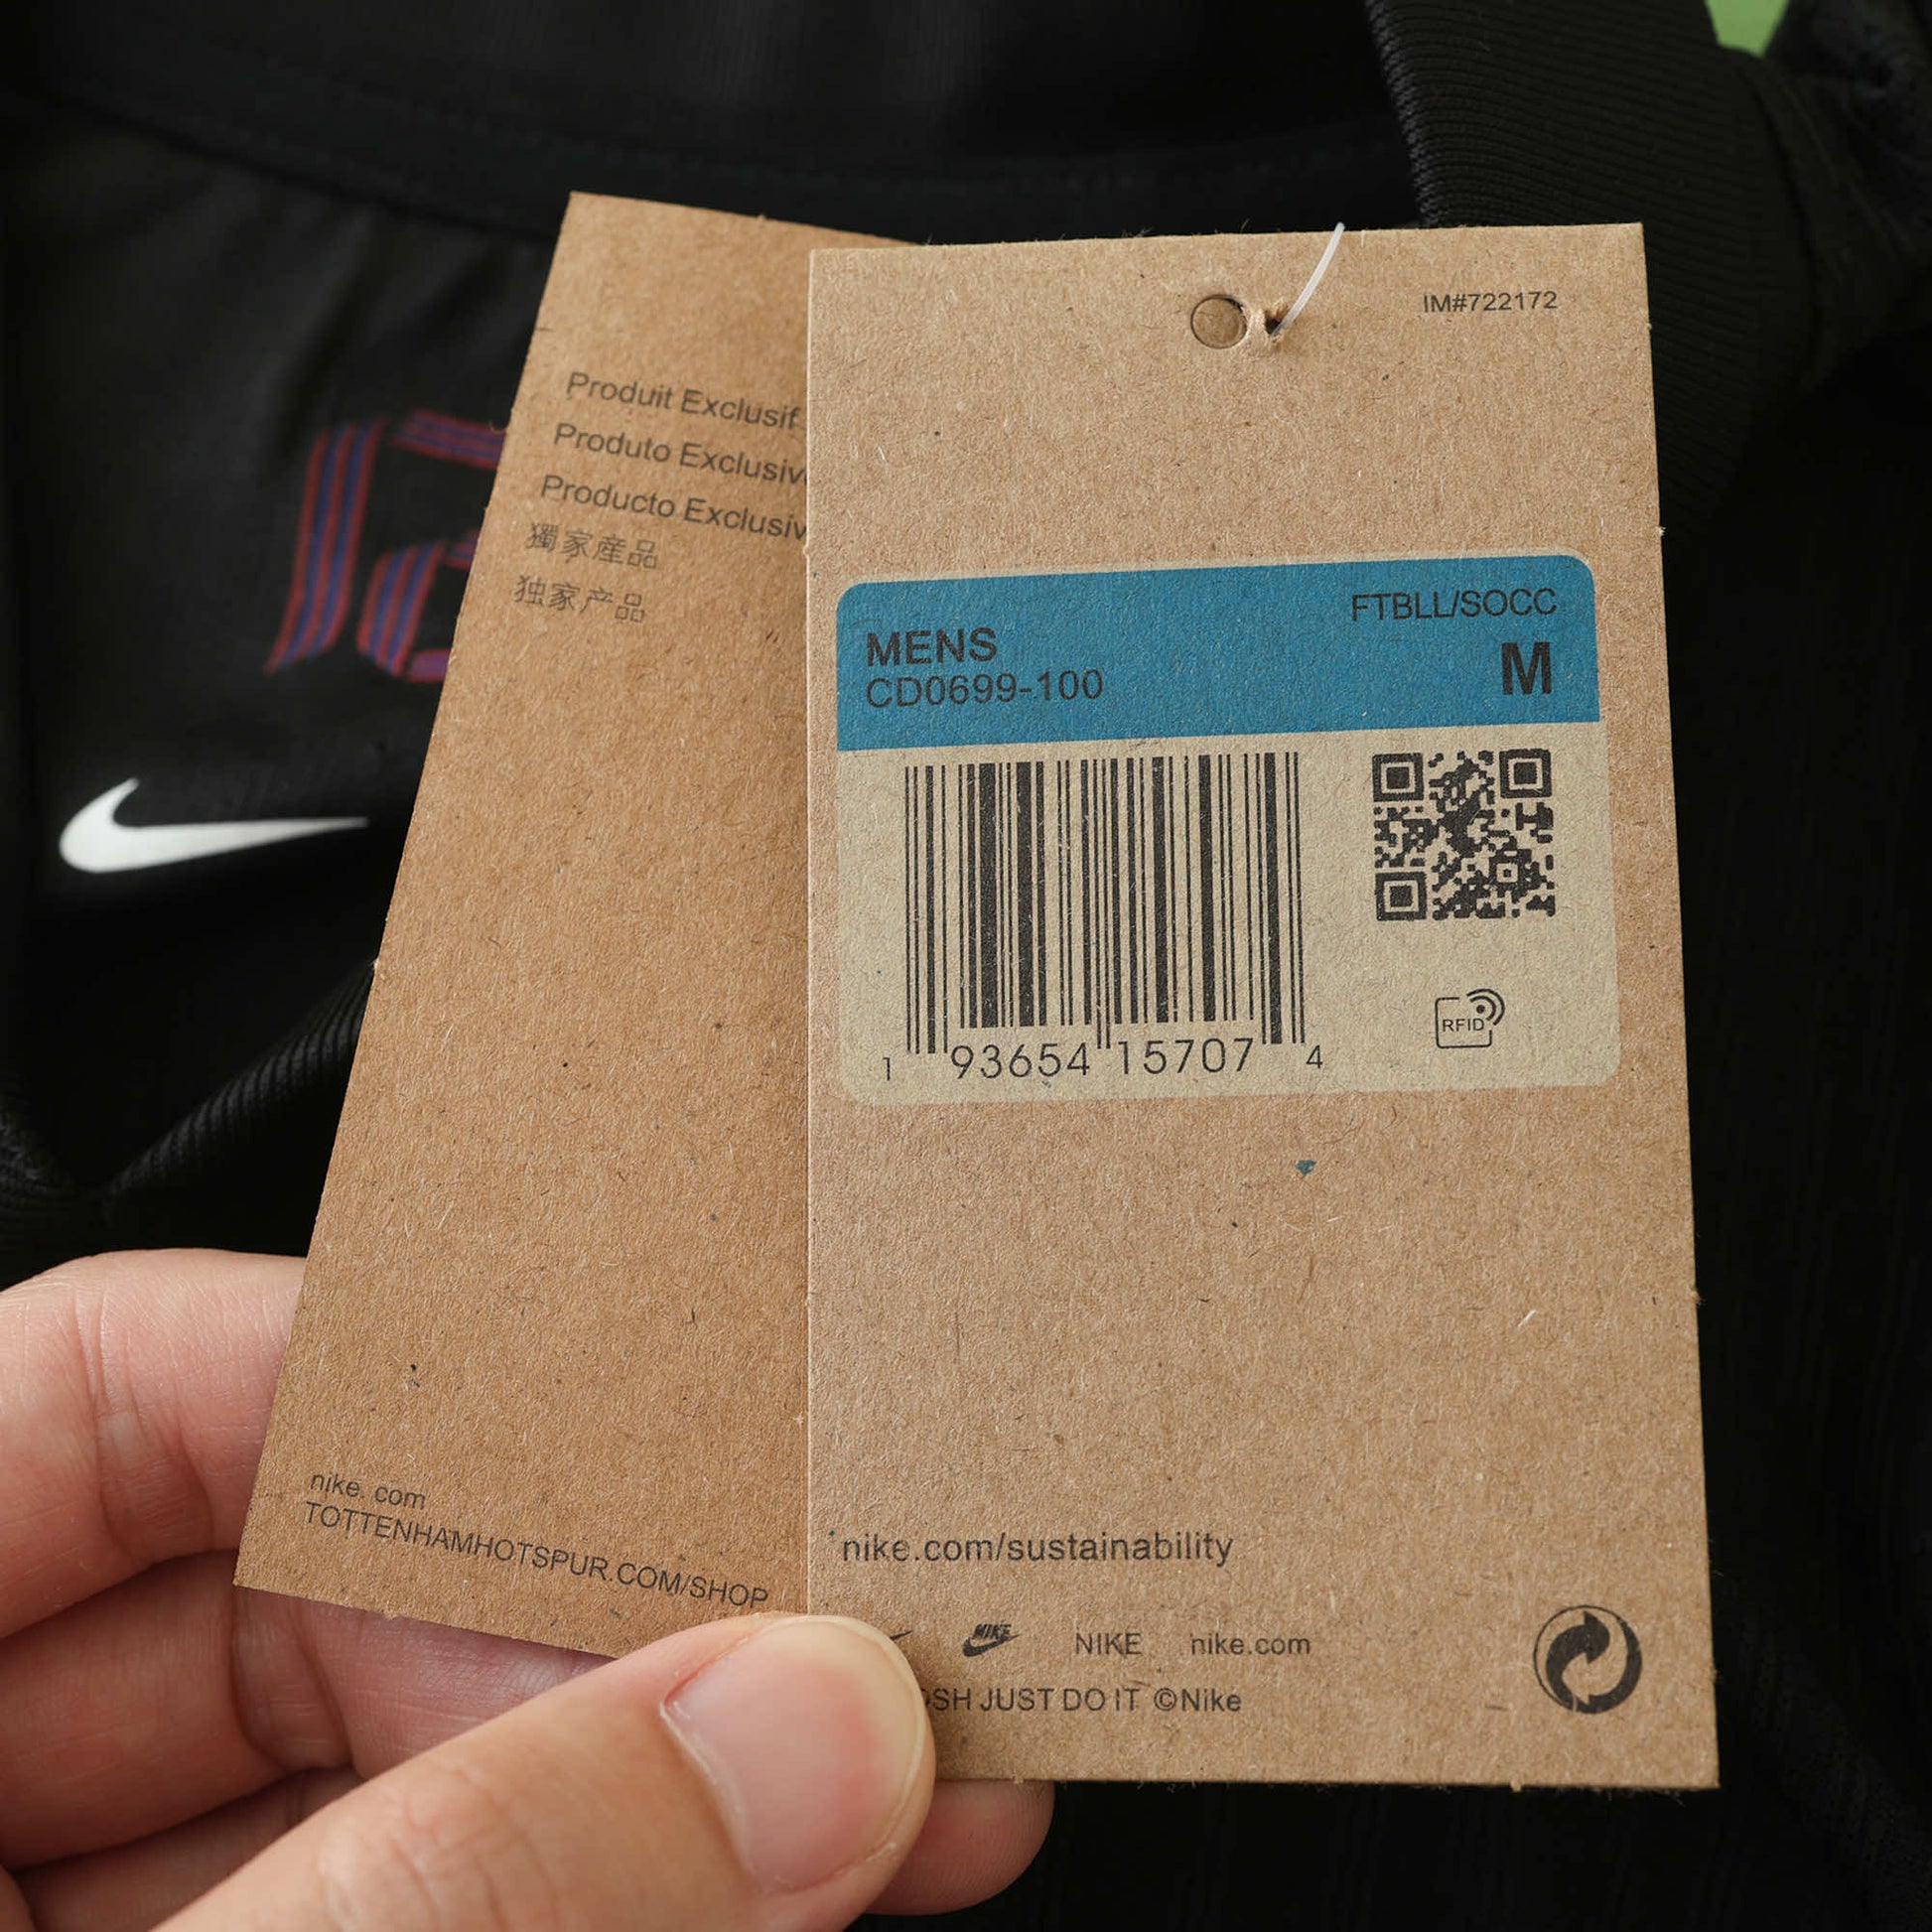 Produit Exclusif
Produto Exclusiv
Producto Exclusiv
獨家産品
独家产品
nike. com
TOTTENHAMHOTSPUR.COM/SHOP
IM#722172
FTBLL/SOCC
MENS
M
CD0699-100
RFID
1 93654 15707 4
nike.com/sustainability
NIKE NIKE nike.com
JUST DO IT ©Nike